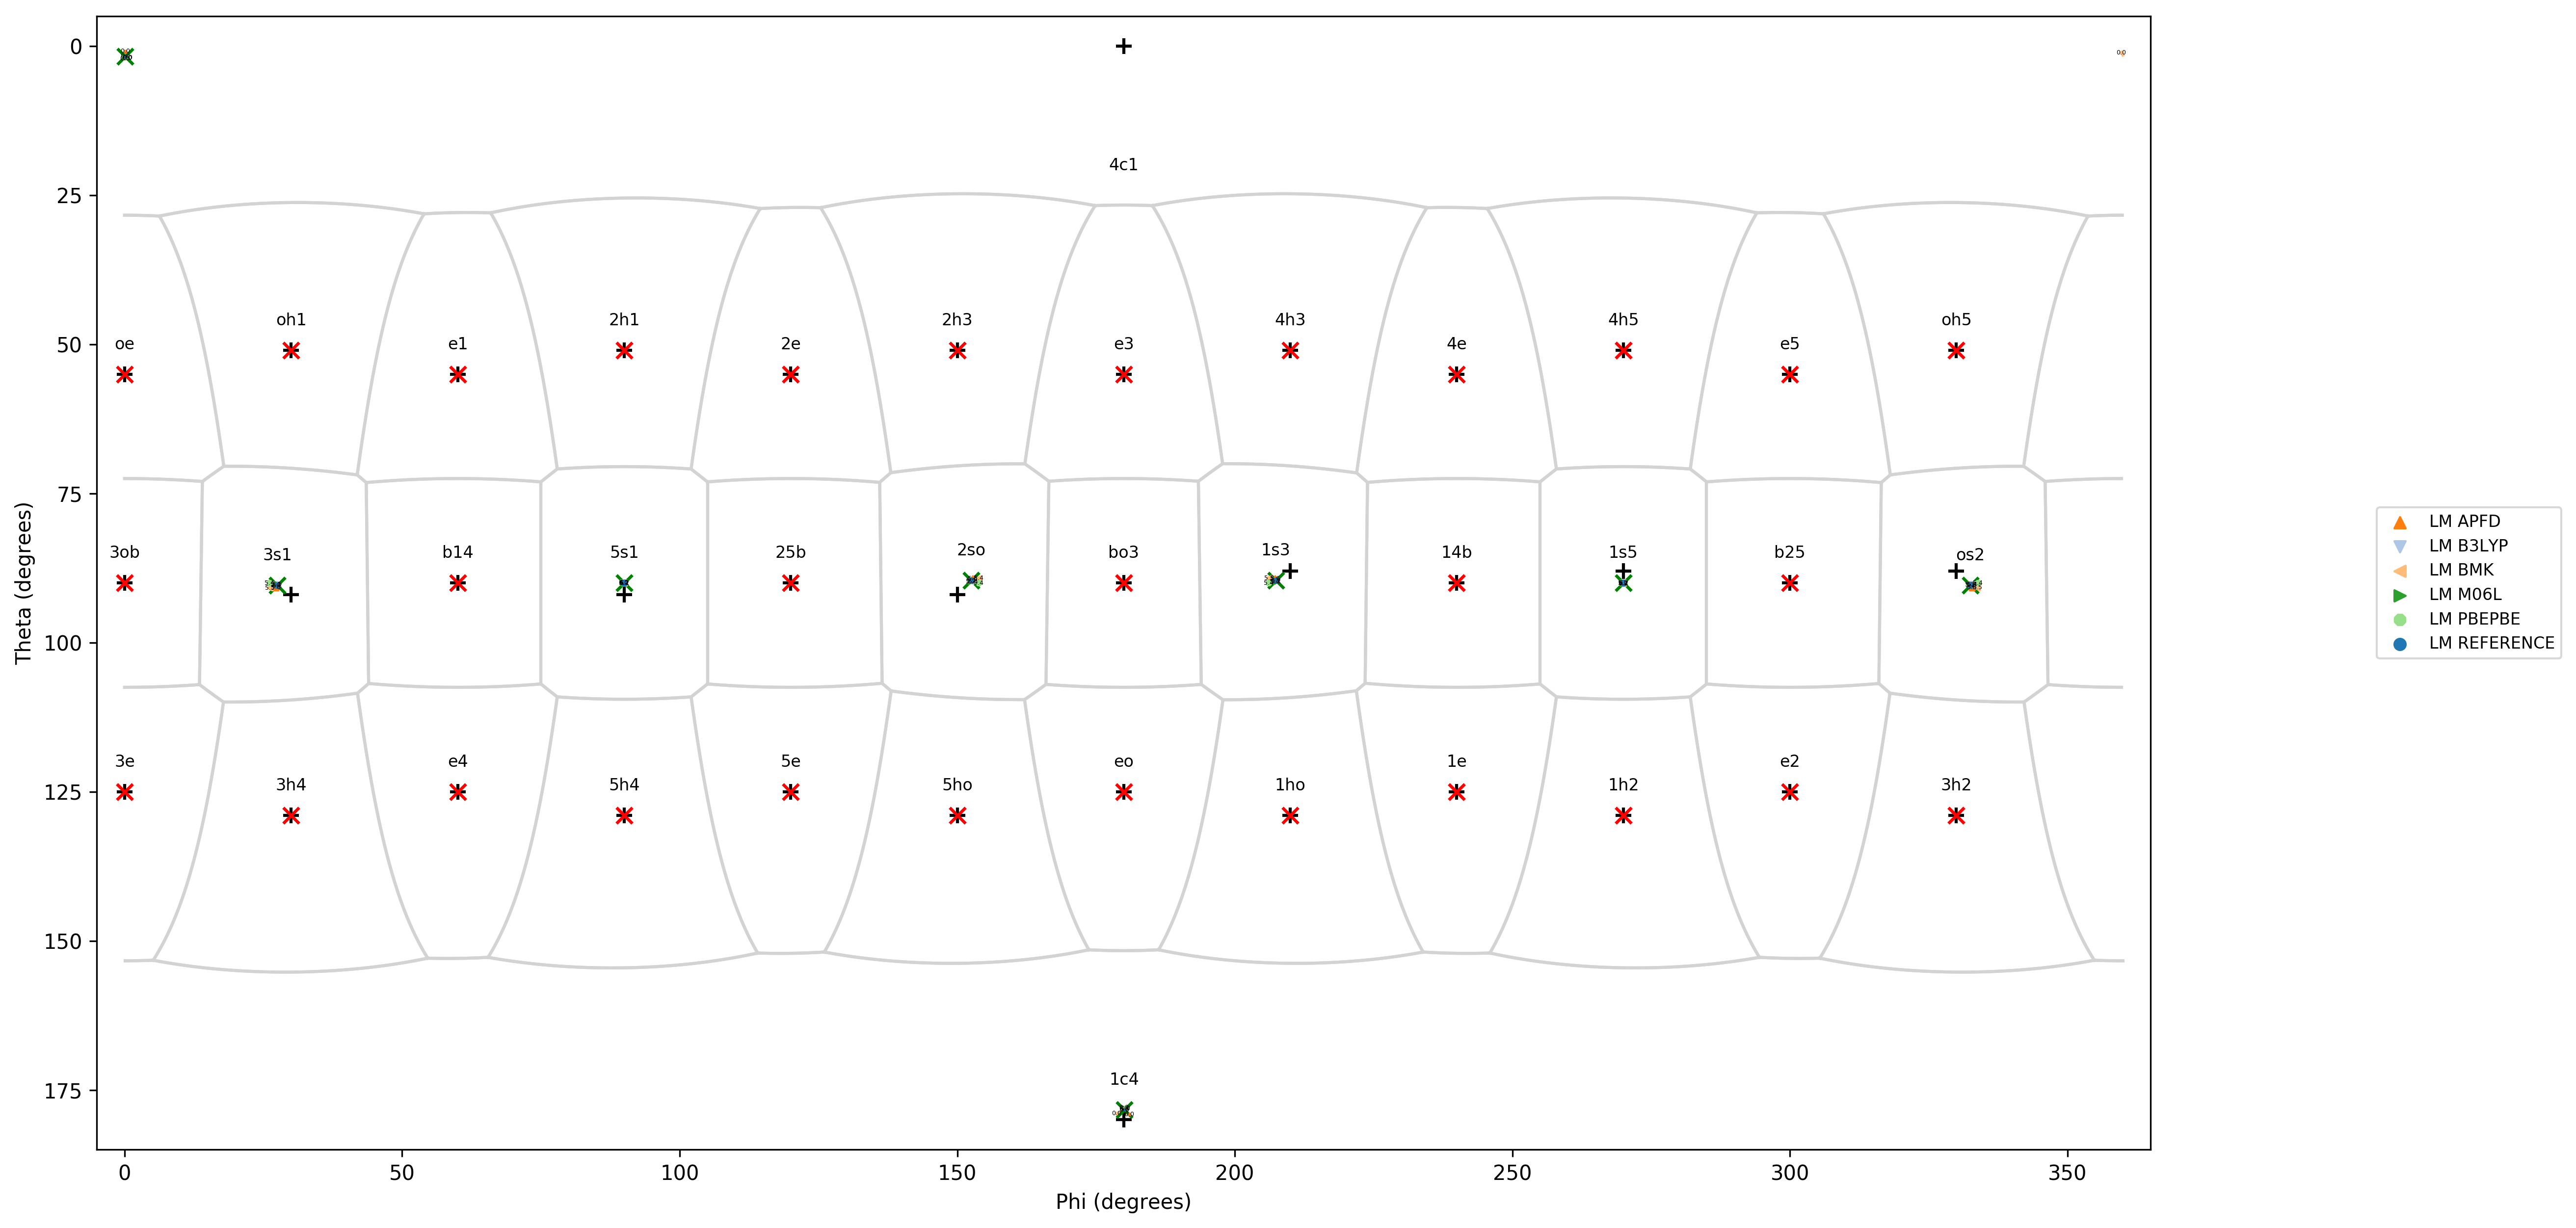 4c1
oh1 2h1 2h3 4h3 4h5 oh5
oe e1 2e e3 4e e5
3ob 3s1 b14 5s1 25b 2so bo3 1s3 14b 1s5 b25 os2
3e e4 5e eo 1e e2
3h4 5h4 5ho 1ho 1h2 3h2
1c4
0
25
50
75
100
125
150
175
Theta (degrees)
0 50 100 150 200 250 300 350
Phi (degrees)
LM APFD
LM B3LYP
LM BMK
LM M06L
LM PBEPBE
LM REFERENCE